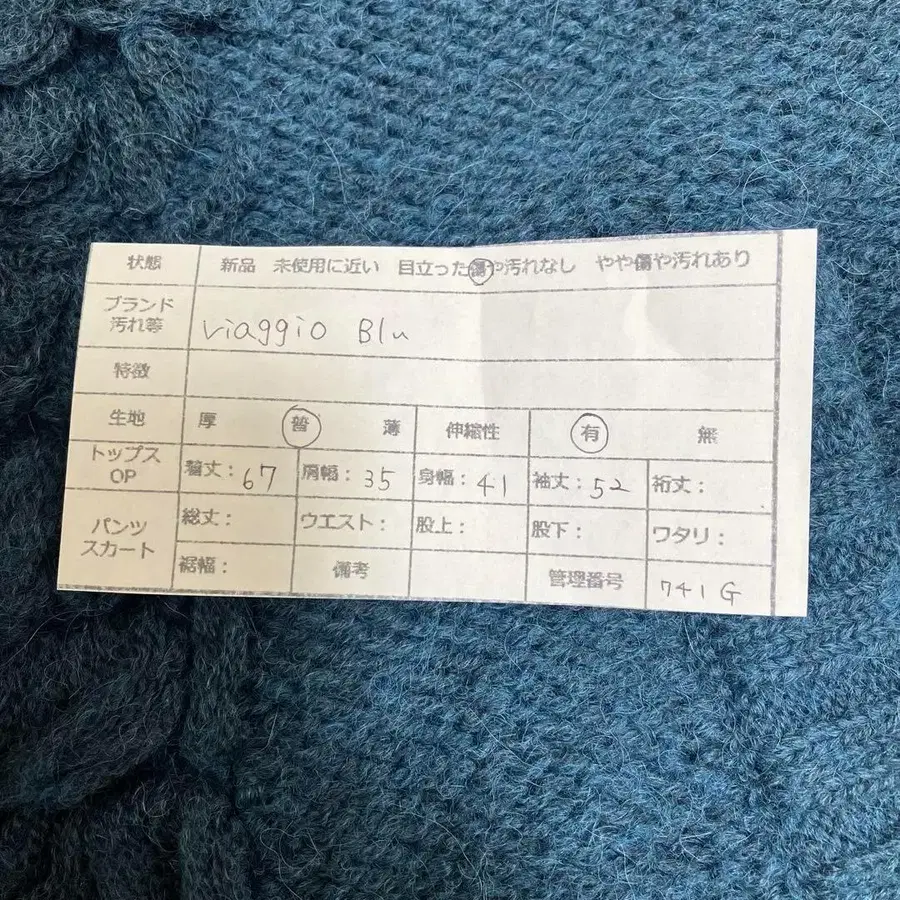 状態 新品 未使用に近い 目立った傷や汚れなし やや傷や汚れあり
ブランド
汚れ等
viaggio Blu
特徴
生地 厚 普 薄 伸縮性 有 無
トップス
OP
着丈：67 肩幅：35 身幅：41 袖丈：52 裄丈：
パンツ
スカート
総丈： ウエスト： 股上： 股下： ワタリ：
裾幅： 備考 管理番号 741G